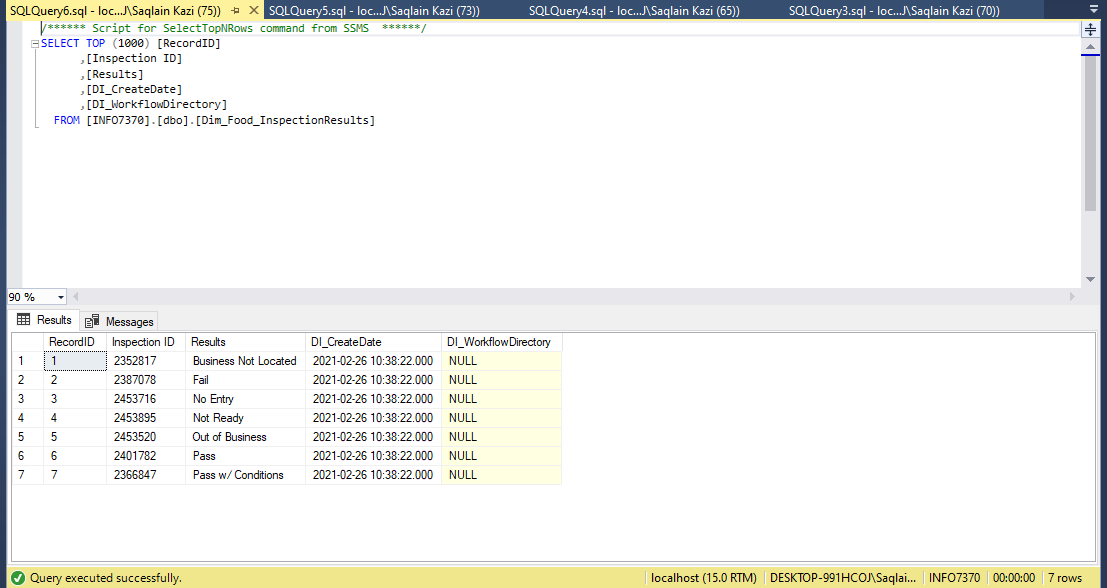 SQLQuery6.sql - loc...J\Saqlain Kazi (75)) SQLQuery5.sql - loc...J\Saqlain Kazi (73)) SQLQuery4.sql - loc...J\Saqlain Kazi (65)) SQLQuery3.sql - loc...J\Saqlain Kazi (70))
/****** Script for SelectTopNRows command from SSMS  ******/
SELECT TOP (1000) [RecordID]
,[Inspection ID]
,[Results]
,[DI_CreateDate]
,[DI_WorkflowDirectory]
FROM [INFO7370].[dbo].[Dim_Food_InspectionResults]
90 %
Results Messages
RecordID Inspection ID Results DI_CreateDate DI_WorkflowDirectory
1 1 2352817 Business Not Located 2021-02-26 10:38:22.000 NULL
2 2 2387078 Fail 2021-02-26 10:38:22.000 NULL
3 3 2453716 No Entry 2021-02-26 10:38:22.000 NULL
4 4 2453895 Not Ready 2021-02-26 10:38:22.000 NULL
5 5 2453520 Out of Business 2021-02-26 10:38:22.000 NULL
6 6 2401782 Pass 2021-02-26 10:38:22.000 NULL
7 7 2366847 Pass w/ Conditions 2021-02-26 10:38:22.000 NULL
Query executed successfully. localhost (15.0 RTM) DESKTOP-991HCOJ\Saqlai... INFO7370 00:00:00 7 rows